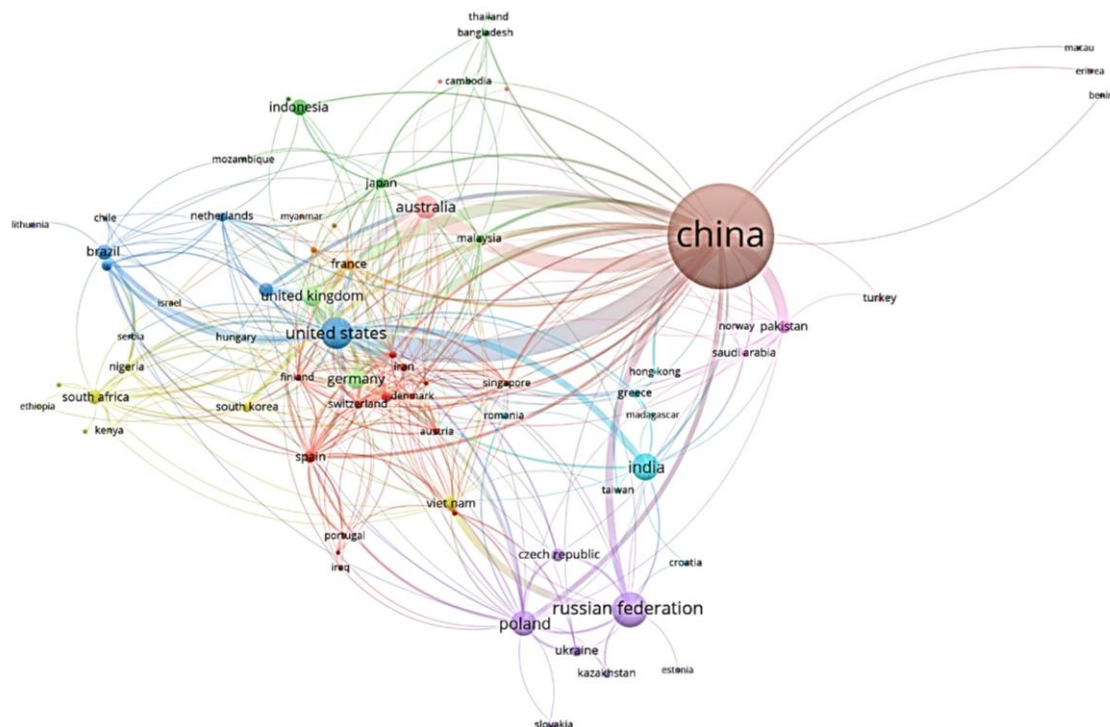 thailand
bangladesh
macau
eritrea
cambodia
benin
indonesia
mozambique
japan
australia
lithuania
chile
netherlands
myanmar
malaysia
china
brazil
france
united kingdom
israel
turkey
serbia
hungary
united states
norway
pakistan
saudi arabia
nigeria
iran
hong kong
finland
germany
singapore
greece
ethiopia
south africa
south korea
switzerland
denmark
romania
madagascar
kenya
austria
spain
india
taiwan
viet nam
portugal
iraq
czech republic
croatia
russian federation
poland
ukraine
kazakhstan
estonia
slovakia